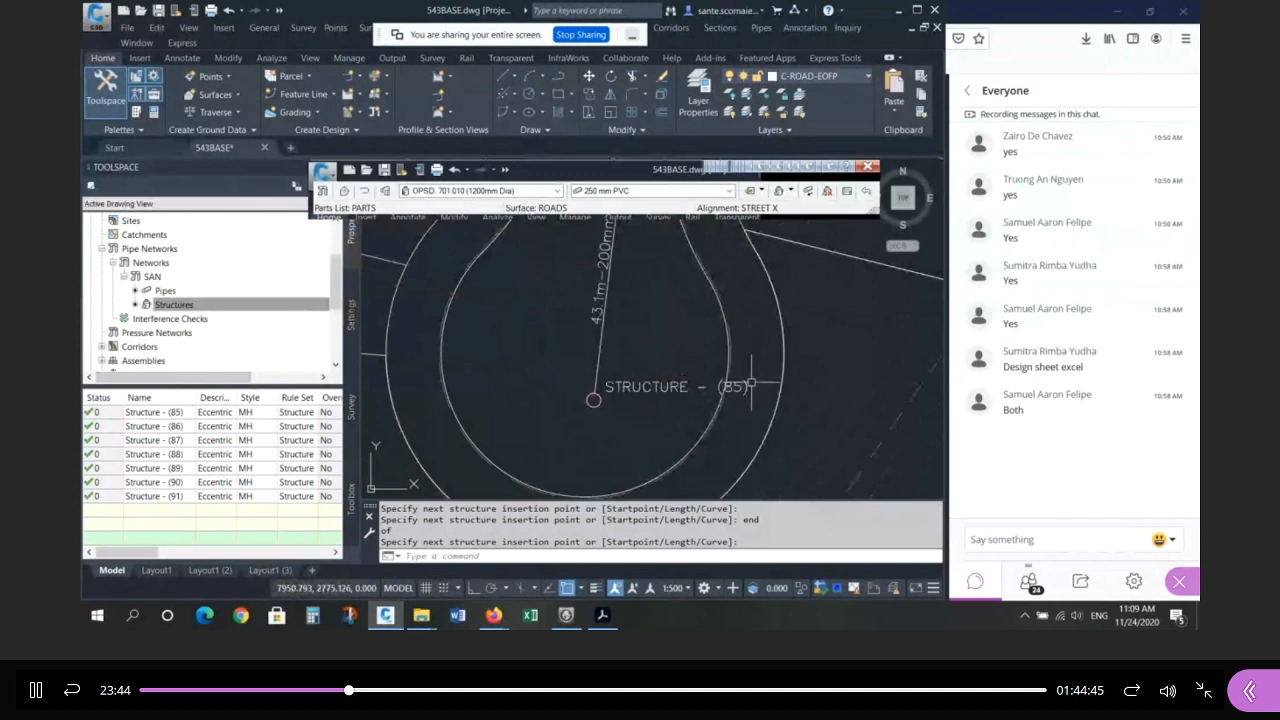 543BASE.dwg [Proje...
Type a keyword or phrase
sante.scomaie...
File Edit View Insert General Survey Points
Corridors Sections Pipes Annotation Inquiry
You are sharing your entire screen. Stop Sharing
Window Express
Home Insert Annotate Modify Analyze View Manage Output Survey Rail Transparent InfraWorks Collaborate Help Add-ins Featured Apps Express Tools
Toolspace
Points
Surfaces
Traverse
Parcel
Feature Line
Grading
Layer Properties
C-ROAD-EOFP
Paste
Palettes Create Ground Data Create Design Profile & Section Views Draw Modify Layers Clipboard
Start 543BASE*
TOOLSPACE
Active Drawing View
Sites
Catchments
Pipe Networks
Networks
SAN
Pipes
Structures
Interference Checks
Pressure Networks
Corridors
Assemblies
Settings
Survey
Toolbox
Status Name Descri... Style Rule Set Over
0 Structure - (85) Eccentric MH Structure No
0 Structure - (86) Eccentric MH Structure No
0 Structure - (87) Eccentric MH Structure No
0 Structure - (88) Eccentric MH Structure No
0 Structure - (89) Eccentric MH Structure No
0 Structure - (90) Eccentric MH Structure No
0 Structure - (91) Eccentric MH Structure No
543BASE.dwg
OPSD. 701.010 (1200mm Dia)
250 mm PVC
Parts List: PARTS Surface: ROADS Alignment: STREET X
N
TOP
E
S
43.1m-200mm
STRUCTURE - (85)
Y
X
Specify next structure insertion point or [Startpoint/Length/Curve]:
Specify next structure insertion point or [Startpoint/Length/Curve]: end
of
Specify next structure insertion point or [Startpoint/Length/Curve]:
Type a command
Model Layout1 Layout1 (2) Layout1 (3) +
MODEL
1:500
0.000
Everyone
Recording messages in this chat.
Zairo De Chavez 10:50 AM
yes
Truong An Nguyen 10:50 AM
yes
Samuel Aaron Felipe 10:50 AM
Yes
Sumitra Rimba Yudha 10:58 AM
Yes
Samuel Aaron Felipe 10:58 AM
Yes
Sumitra Rimba Yudha 10:58 AM
Design sheet excel
Samuel Aaron Felipe 10:58 AM
Both
Say something
24
ENG
11:09 AM
11/24/2020
5
23:44
01:44:45